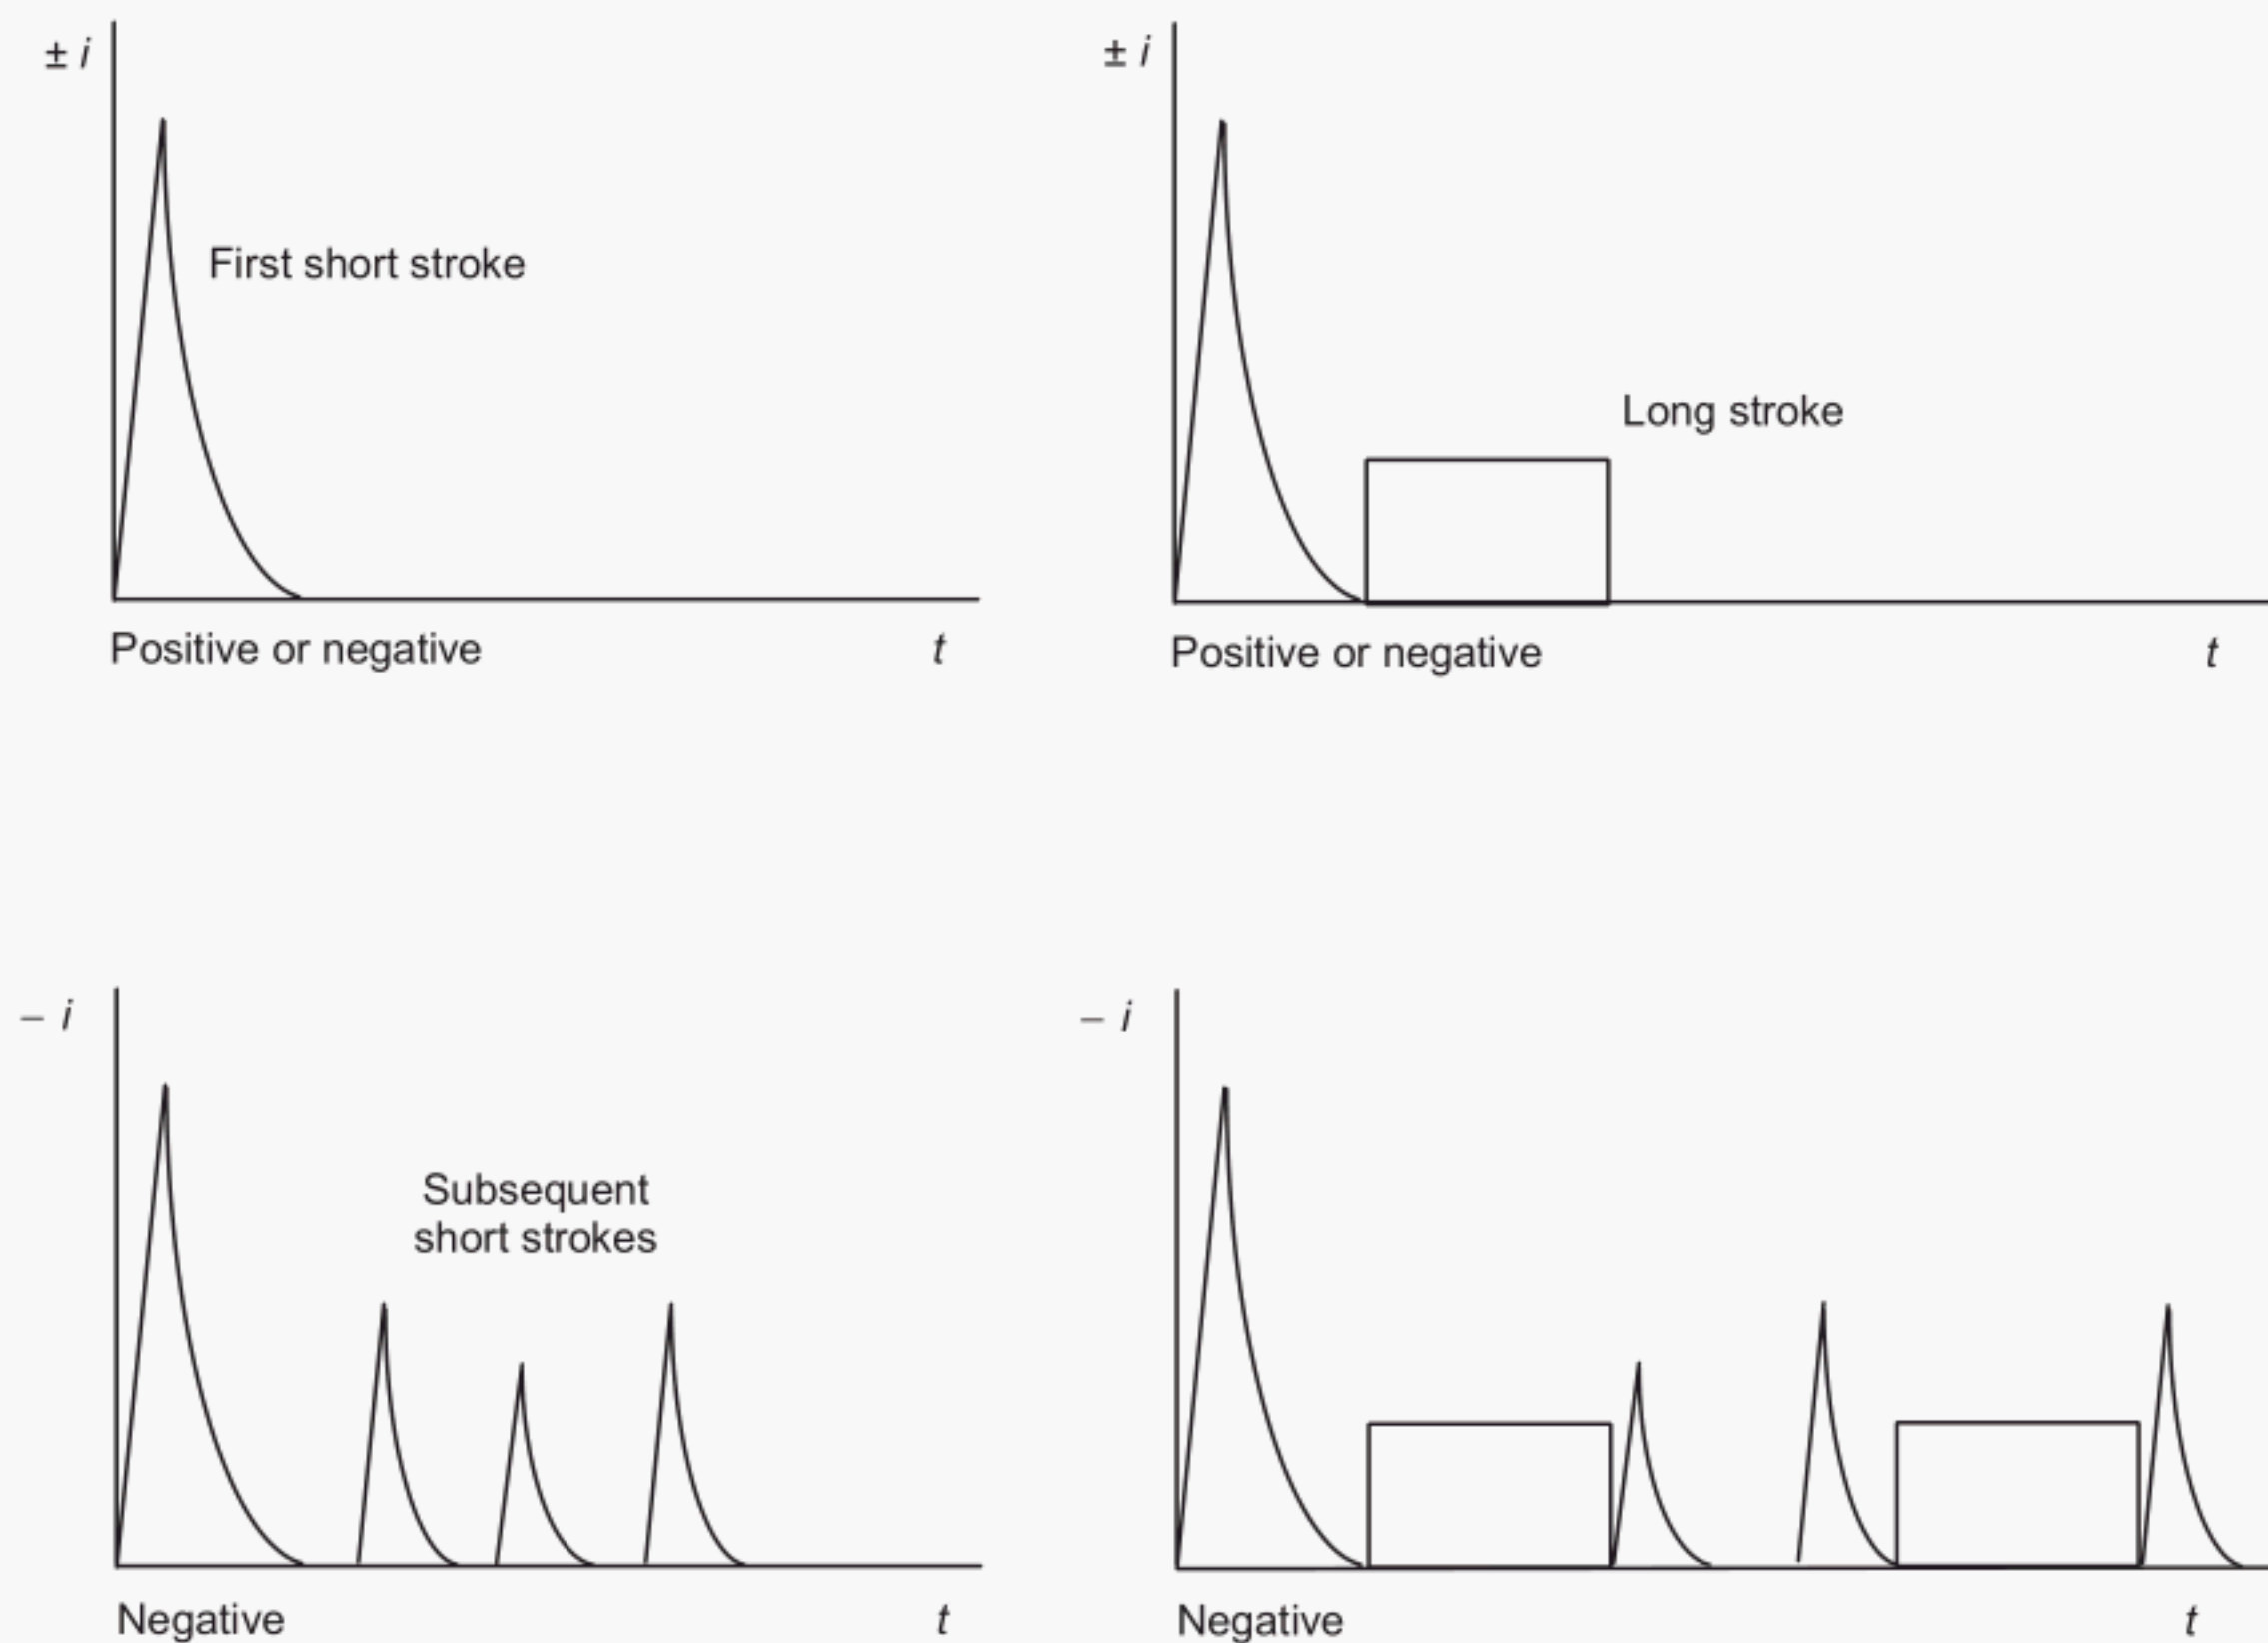 ± i
First short stroke
Positive or negative
t
± i
Long stroke
Positive or negative
t
– i
Subsequent
short strokes
Negative
t
– i
Negative
t